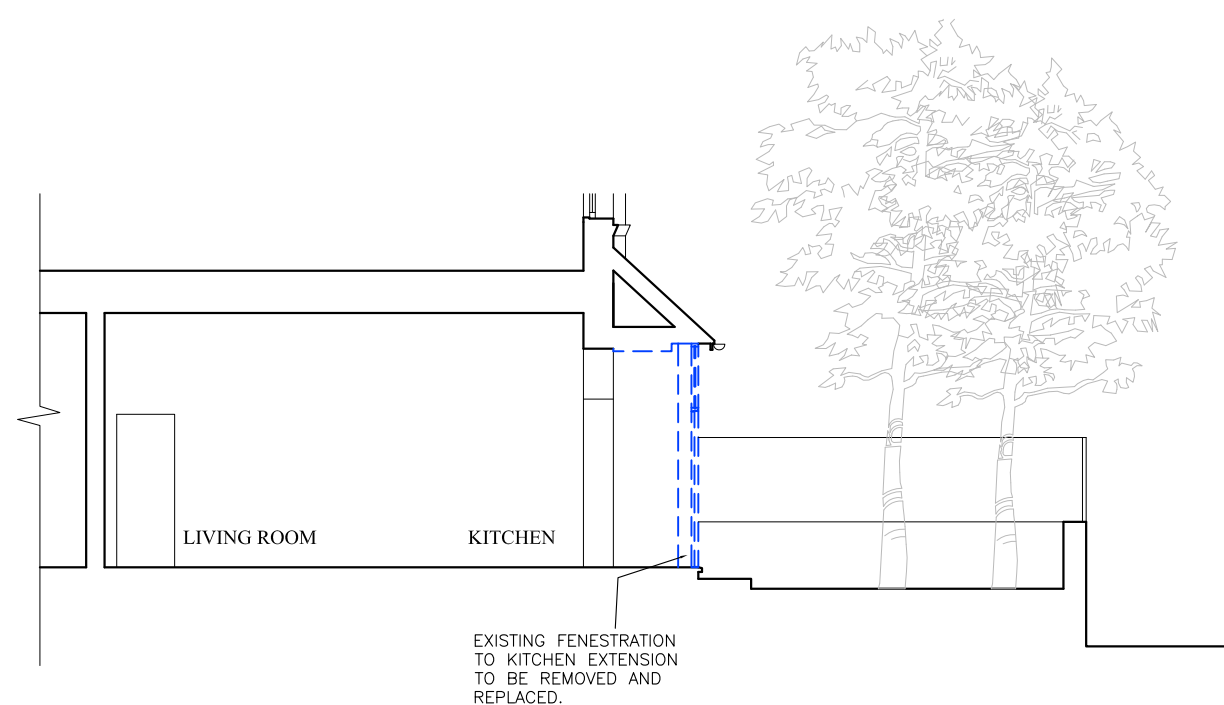 LIVING ROOM
KITCHEN
EXISTING FENESTRATION
TO KITCHEN EXTENSION
TO BE REMOVED AND
REPLACED.